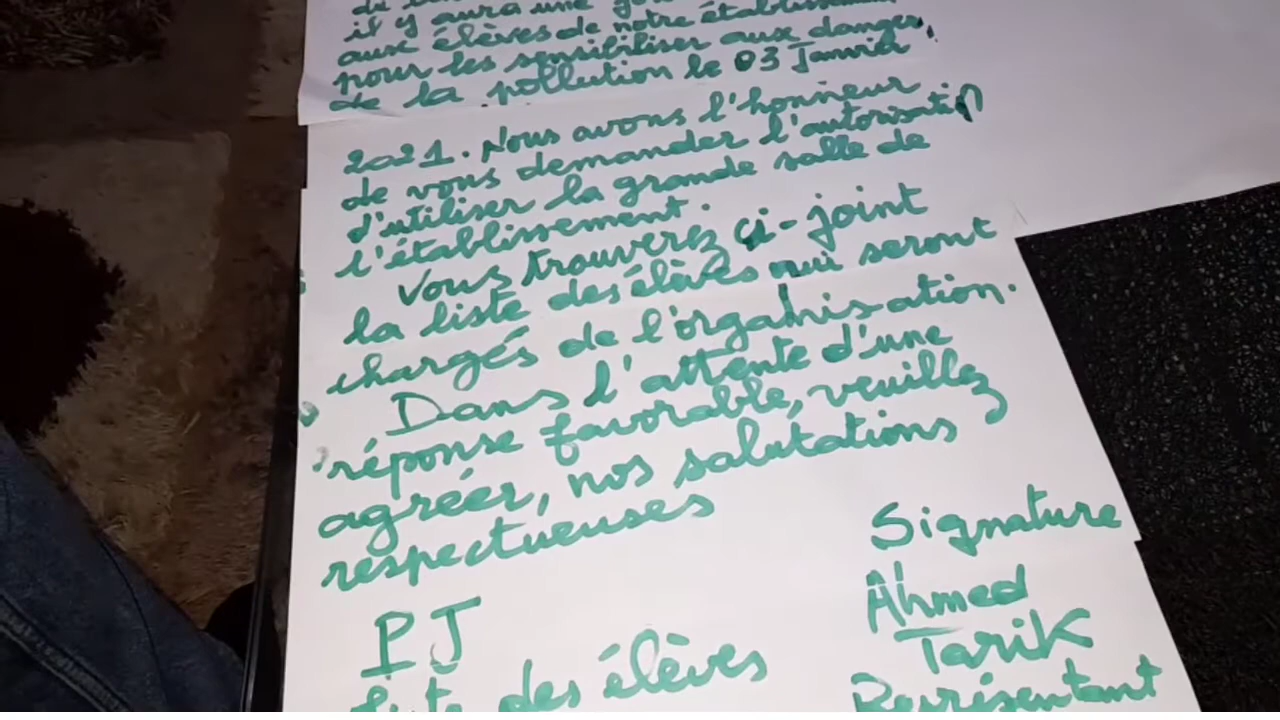 il y aura une
aux élèves de notre établissement
pour les sensibiliser aux dangers
de la pollution le 03 Janvier
2021. Nous avons l'honneur
de vous demander l'autorisation
d'utiliser la grande salle de
l'établissement.
Vous trouverez ci-joint
la liste des élèves qui seront
chargés de l'organisation.
Dans l'attente d'une
réponse favorable, veuillez
agréer, nos salutations
respectueuses
Signature
PJ
Ahmed
Tarik
liste des élèves
Représentant